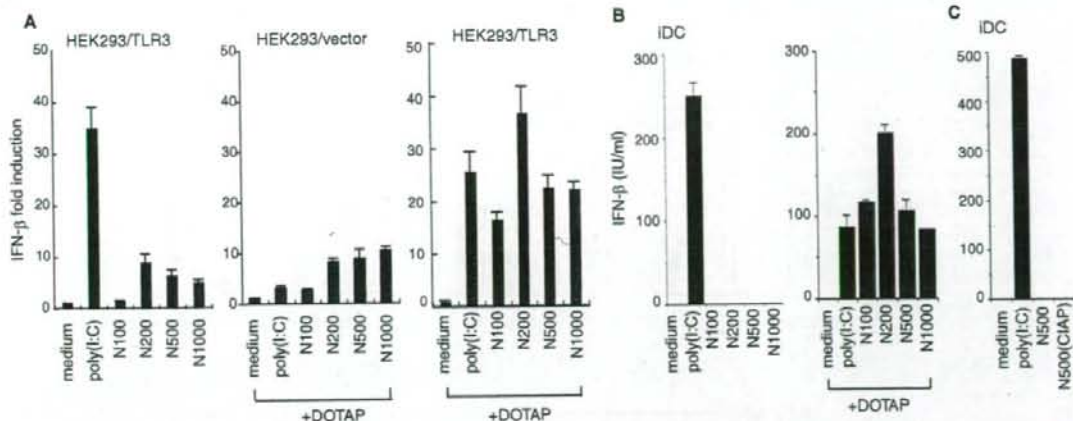 A
HEK293/TLR3
IFN-β fold induction
50
40
30
20
10
0
medium
poly(I:C)
N100
N200
N500
N1000
HEK293/vector
50
40
30
20
10
0
medium
poly(I:C)
N100
N200
N500
N1000
+DOTAP
HEK293/TLR3
50
40
30
20
10
0
medium
poly(I:C)
N100
N200
N500
N1000
+DOTAP
B
iDC
IFN-β (IU/ml)
300
200
100
0
medium
poly(I:C)
N100
N200
N500
N1000
300
200
100
0
Medium
poly(I:C)
N100
N200
N500
N1000
+DOTAP
C
iDC
500
400
300
200
100
0
medium
poly(I:C)
N500
N500(CIAP)